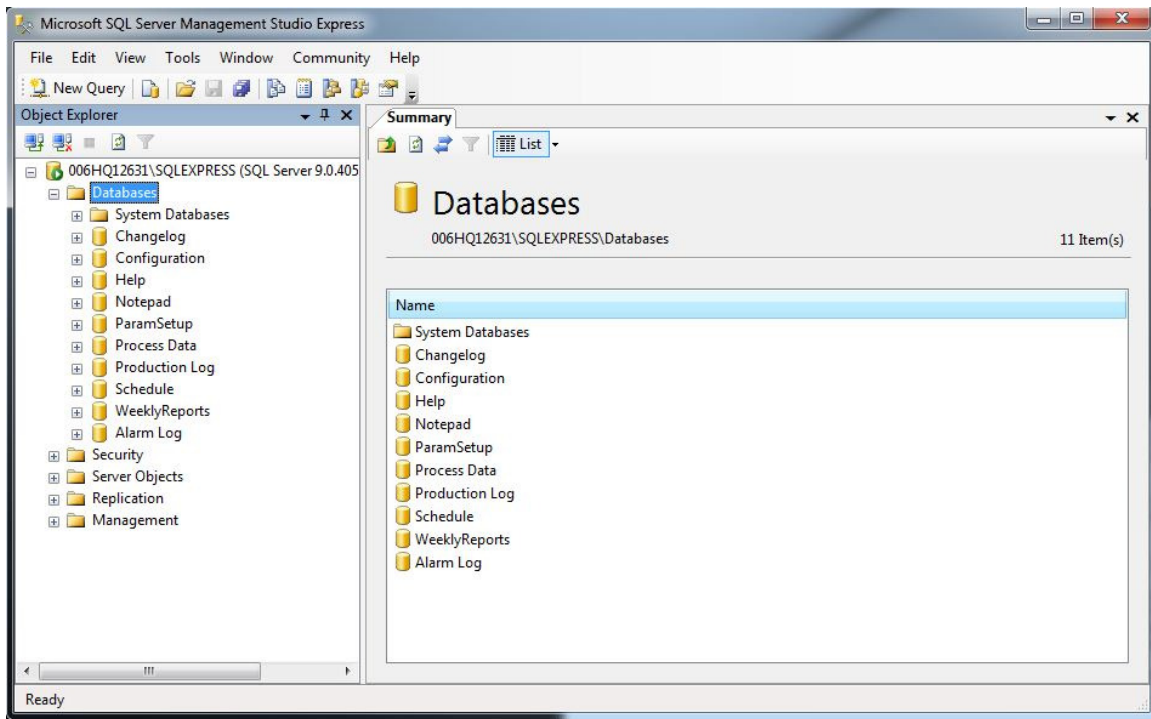 Microsoft SQL Server Management Studio Express
File Edit View Tools Window Community Help
New Query
Object Explorer
006HQ12631\SQLEXPRESS (SQL Server 9.0.405
Databases
System Databases
Changelog
Configuration
Help
Notepad
ParamSetup
Process Data
Production Log
Schedule
WeeklyReports
Alarm Log
Security
Server Objects
Replication
Management
Summary
List
Databases
006HQ12631\SQLEXPRESS\Databases
11 Item(s)
Name
System Databases
Changelog
Configuration
Help
Notepad
ParamSetup
Process Data
Production Log
Schedule
WeeklyReports
Alarm Log
Ready